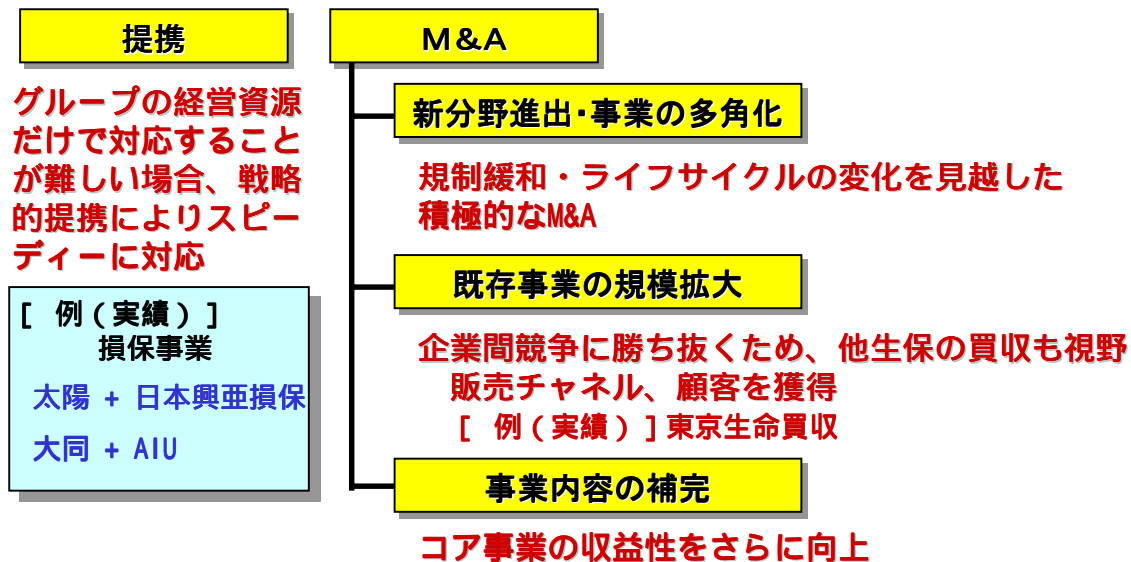 提携
グループの経営資源
だけで対応すること
が難しい場合、戦略
的提携によりスピー
ディーに対応
[ 例（実績）]
損保事業
太陽 + 日本興亜損保
大同 + AIU
M&A
新分野進出・事業の多角化
規制緩和・ライフサイクルの変化を見越した
積極的なM&A
既存事業の規模拡大
企業間競争に勝ち抜くため、他生保の買収も視野
販売チャネル、顧客を獲得
[ 例（実績）]東京生命買収
事業内容の補完
コア事業の収益性をさらに向上